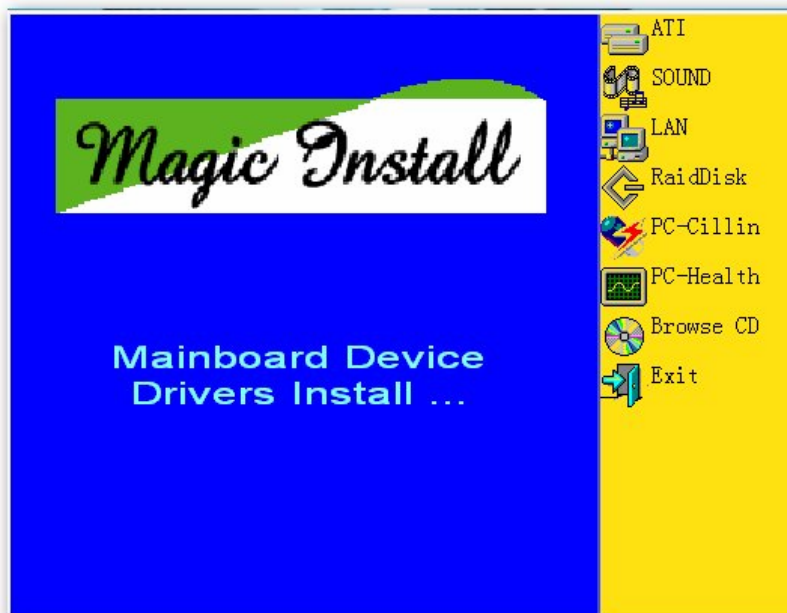 Magic Install
Mainboard Device
Drivers Install ...
ATI
SOUND
LAN
RaidDisk
PC-Cillin
PC-Health
Browse CD
Exit